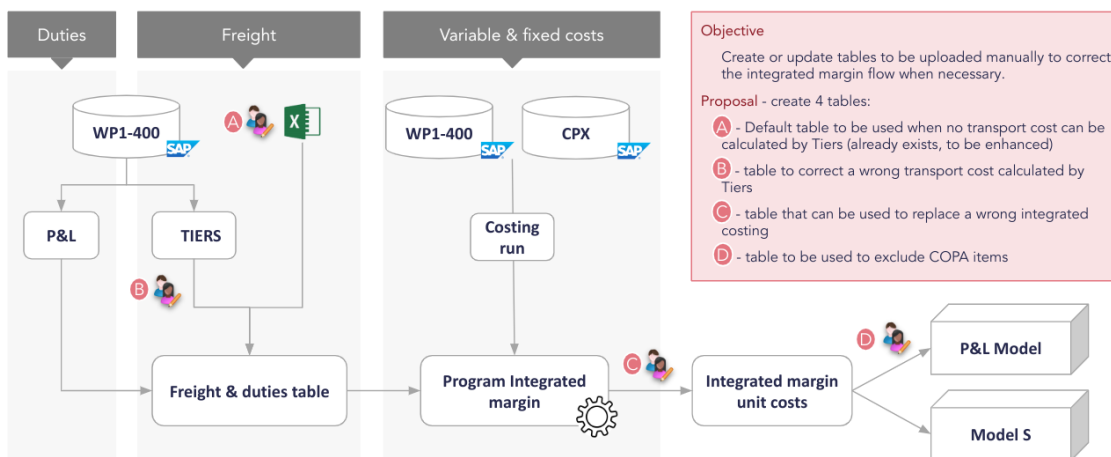 Duties
Freight
Variable & fixed costs
Objective
Create or update tables to be uploaded manually to correct
the integrated margin flow when necessary.
Proposal - create 4 tables:
A - Default table to be used when no transport cost can be
calculated by Tiers (already exists, to be enhanced)
B - table to correct a wrong transport cost calculated by
Tiers
C - table that can be used to replace a wrong integrated
costing
D - table to be used to exclude COPA items
WP1-400
SAP
A
X
WP1-400
SAP
CPX
SAP
P&L
TIERS
Costing
run
B
Freight & duties table
Program Integrated
margin
C
Integrated margin
unit costs
D
P&L Model
Model S